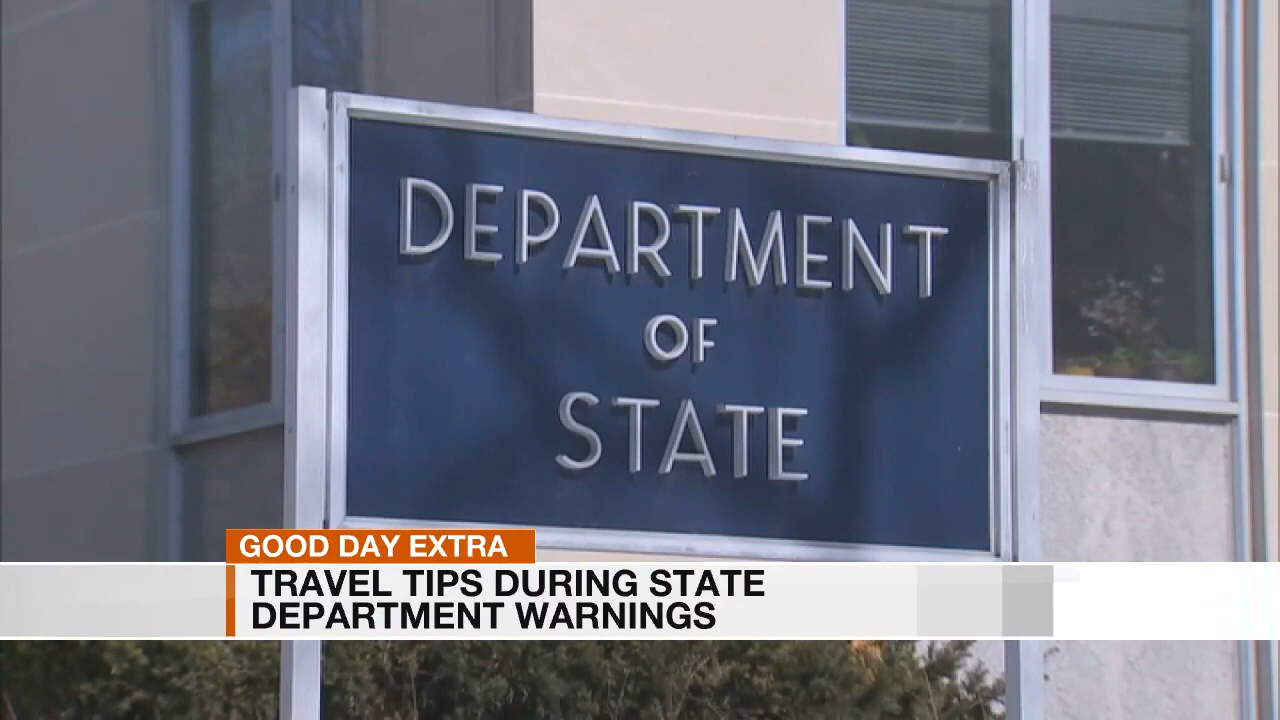 DEPARTMENT
OF
STATE
GOOD DAY EXTRA
TRAVEL TIPS DURING STATE
DEPARTMENT WARNINGS